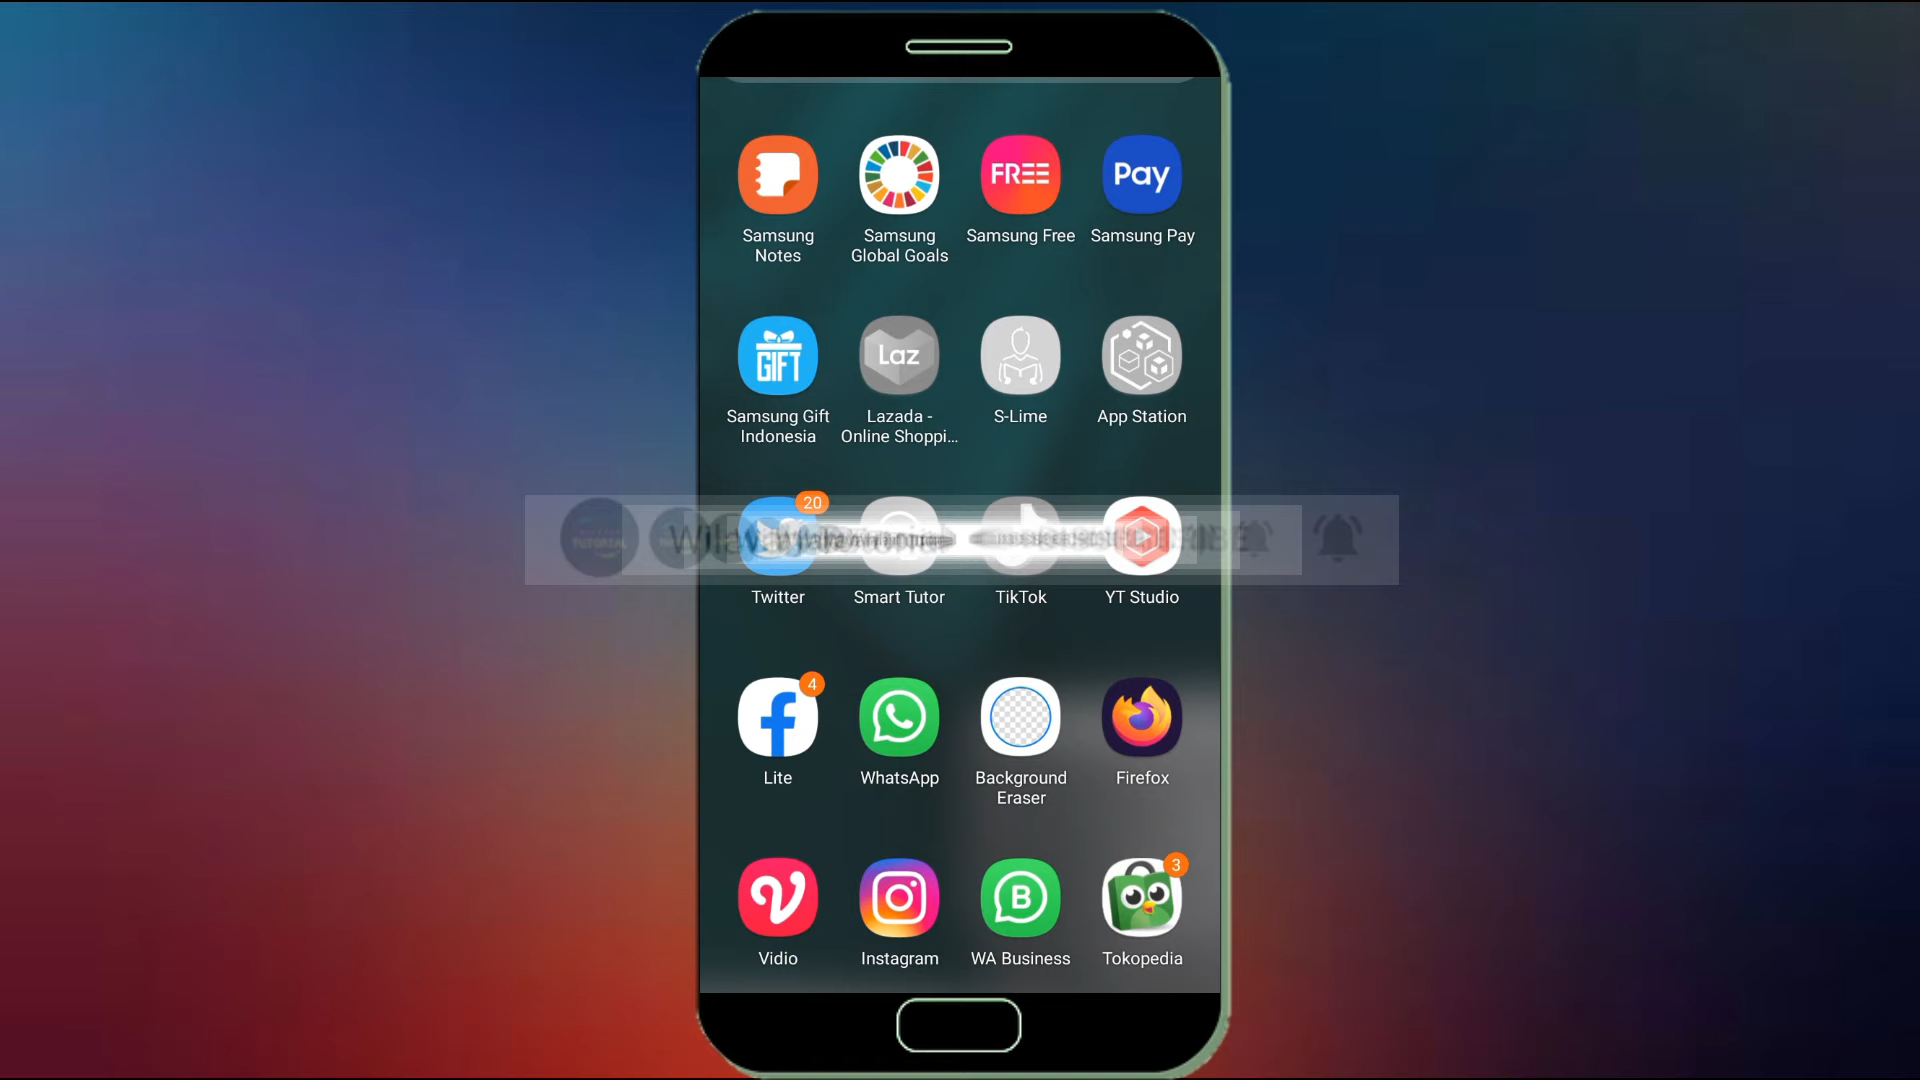 FREE
Pay
Samsung Notes
Samsung Global Goals
Samsung Free
Samsung Pay
GIFT
Laz
Samsung Gift Indonesia
Lazada - Online Shoppi...
S-Lime
App Station
20
TUTORIAL
Twitter
Smart Tutor
TikTok
YT Studio
4
Lite
WhatsApp
Background Eraser
Firefox
B
3
Vidio
Instagram
WA Business
Tokopedia